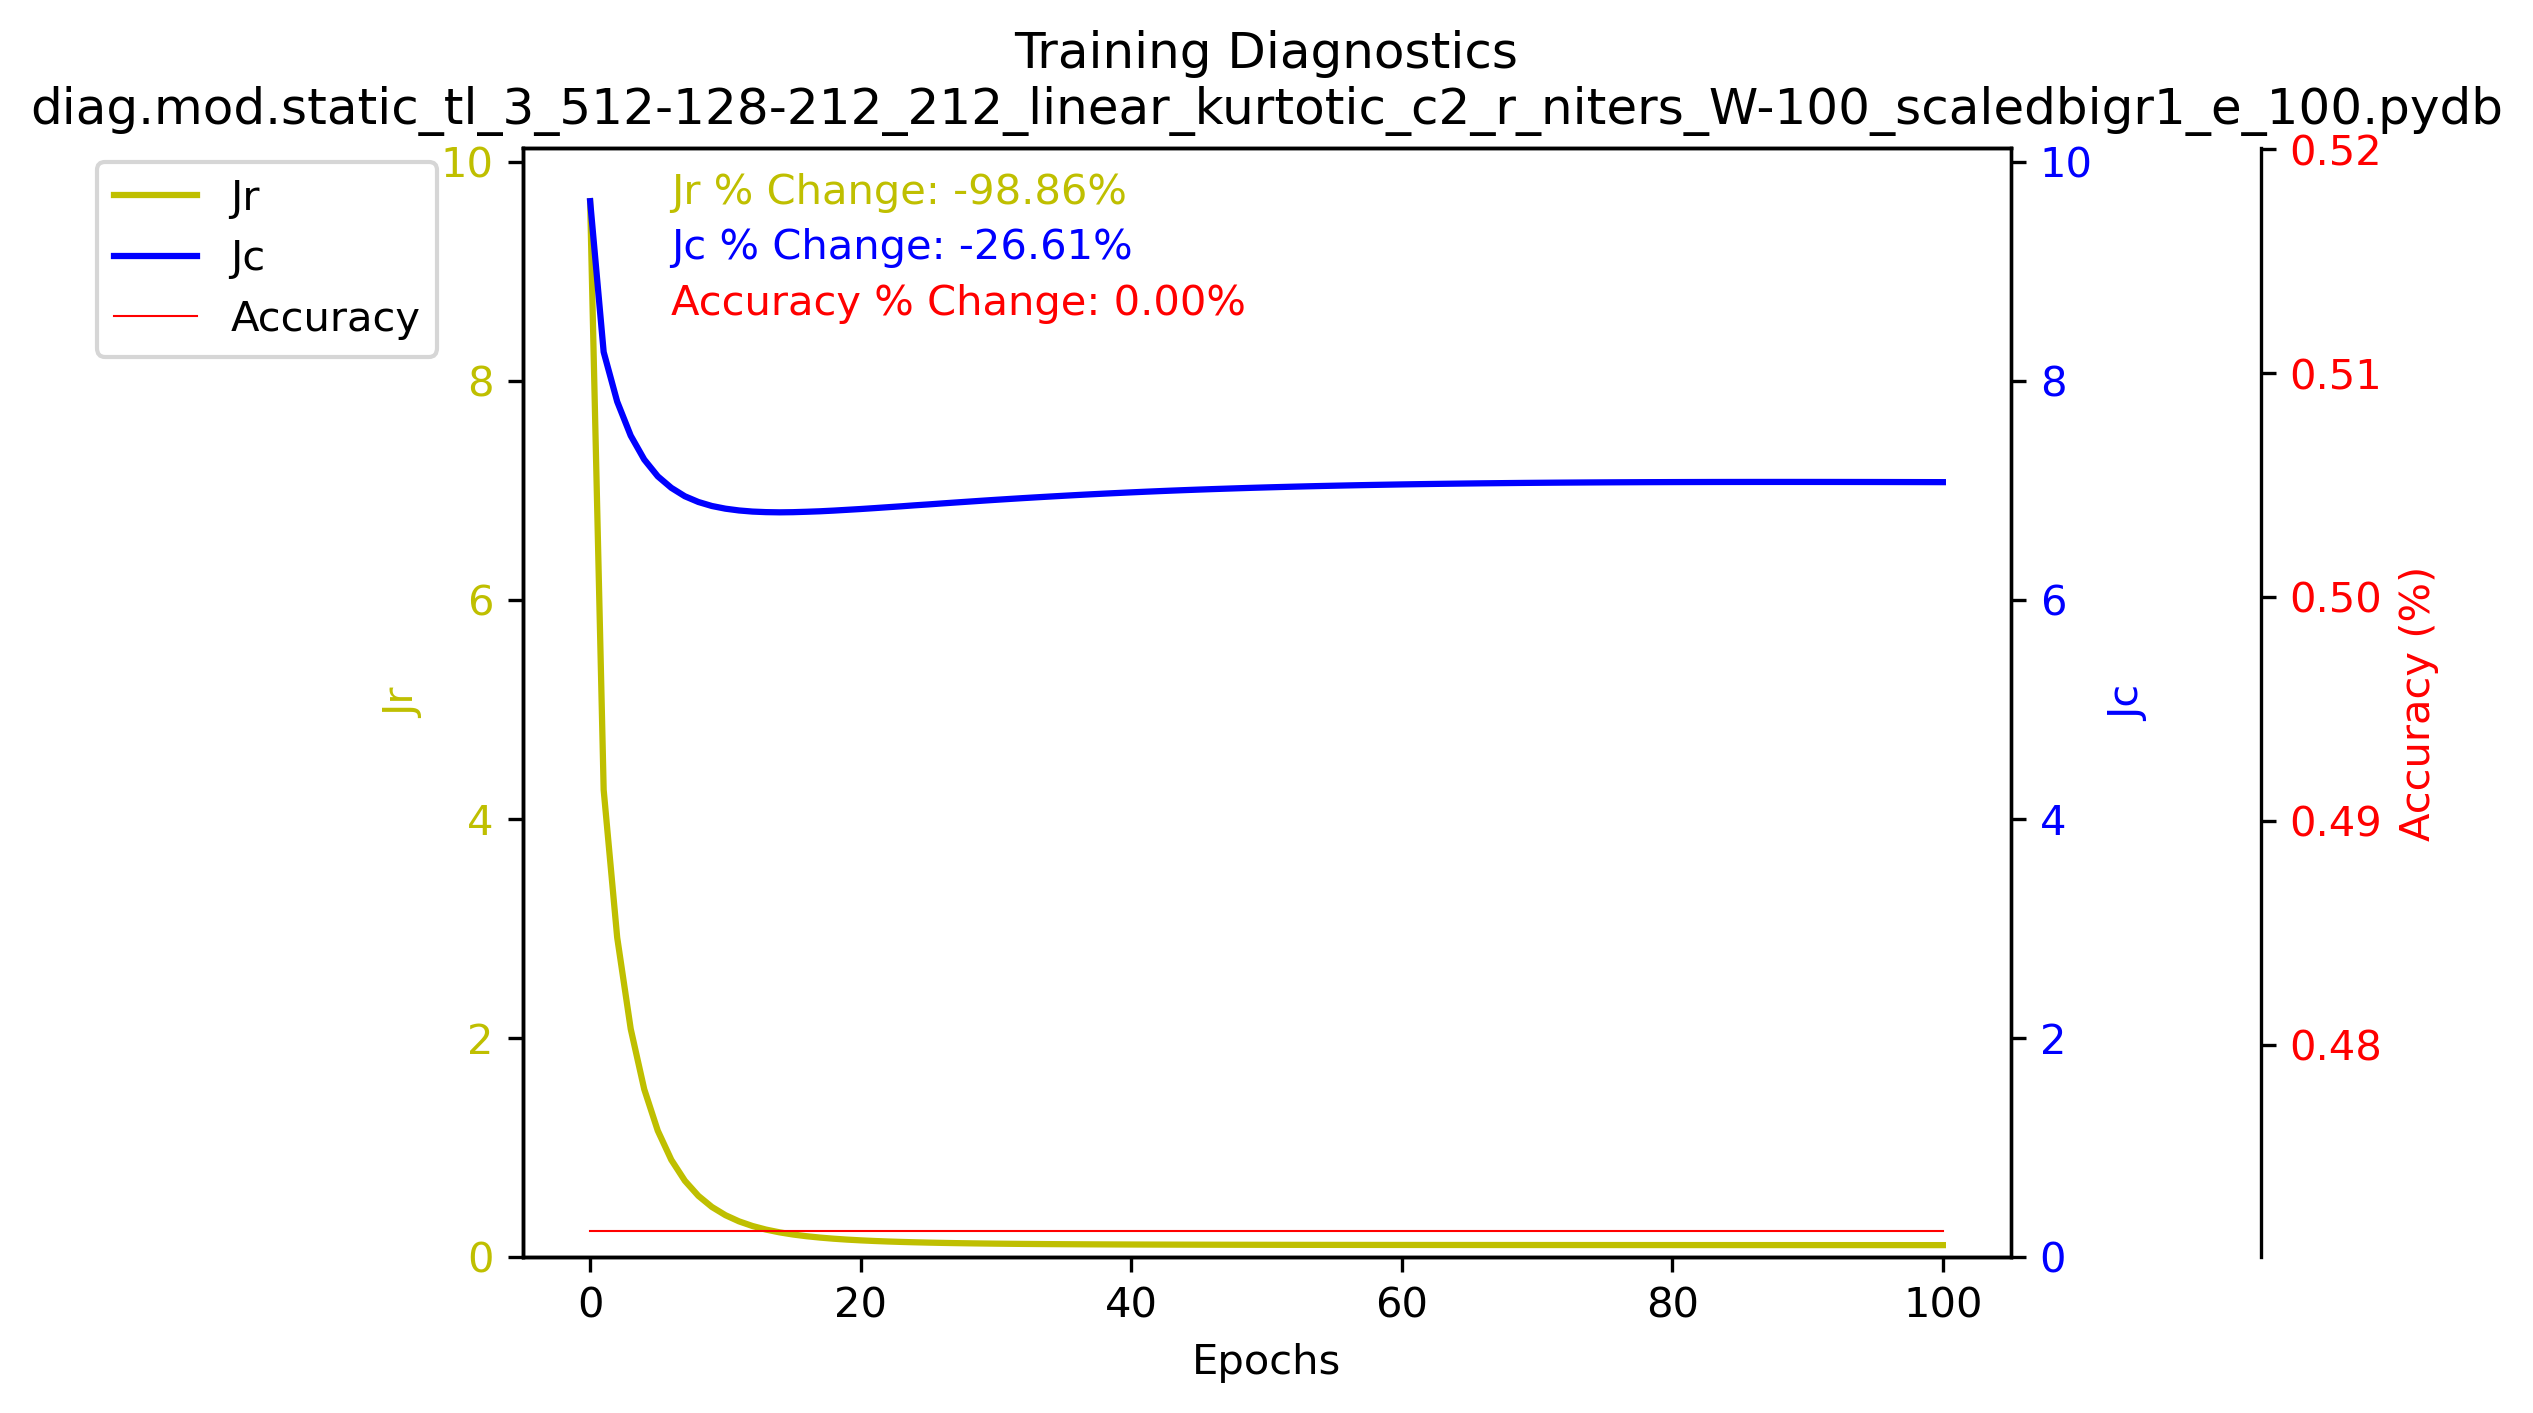 Training Diagnostics
diag.mod.static_tl_3_512-128-212_212_linear_kurtotic_c2_r_niters_W-100_scaledbigr1_e_100.pydb
Jr
Jc
Accuracy
Jr % Change: -98.86%
Jc % Change: -26.61%
Accuracy % Change: 0.00%
10
8
6
4
2
0
Jr
10
8
6
4
2
0
Jc
0.52
0.51
0.50
0.49
0.48
Accuracy (%)
0 20 40 60 80 100
Epochs